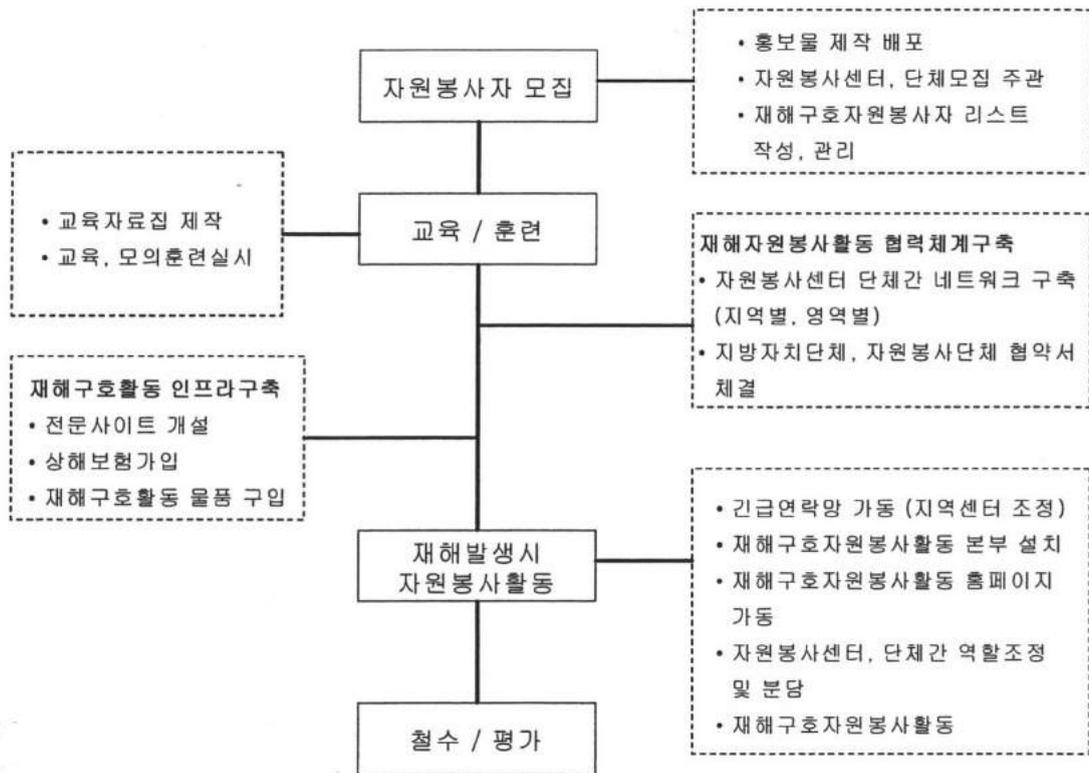 자원봉사자 모집
• 홍보물 제작 배포
• 자원봉사센터, 단체모집 주관
• 재해구호자원봉사자 리스트
작성, 관리
교육 / 훈련
• 교육자료집 제작
• 교육, 모의훈련실시
재해자원봉사활동 협력체계구축
• 자원봉사센터 단체간 네트워크 구축
(지역별, 영역별)
• 지방자치단체, 자원봉사단체 협약서
체결
재해구호활동 인프라구축
• 전문사이트 개설
• 상해보험가입
• 재해구호활동 물품 구입
재해발생시
자원봉사활동
• 긴급연락망 가동 (지역센터 조정)
• 재해구호자원봉사활동 본부 설치
• 재해구호자원봉사활동 홈페이지
가동
• 자원봉사센터, 단체간 역할조정
및 분담
• 재해구호자원봉사활동
철수 / 평가